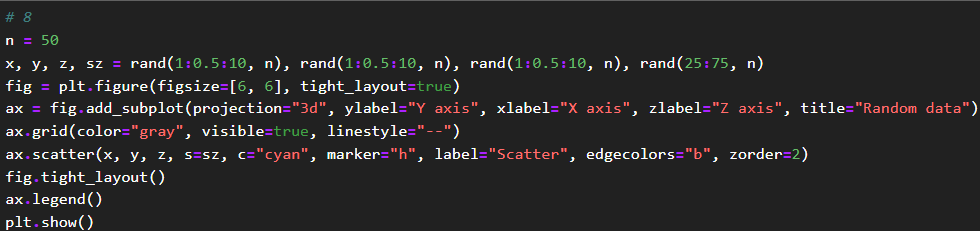 # 8
n = 50
x, y, z, sz = rand(1:0.5:10, n), rand(1:0.5:10, n), rand(1:0.5:10, n), rand(25:75, n)
fig = plt.figure(figsize=[6, 6], tight_layout=true)
ax = fig.add_subplot(projection="3d", ylabel="Y axis", xlabel="X axis", zlabel="Z axis", title="Random data")
ax.grid(color="gray", visible=true, linestyle="--")
ax.scatter(x, y, z, s=sz, c="cyan", marker="h", label="Scatter", edgecolors="b", zorder=2)
fig.tight_layout()
ax.legend()
plt.show()